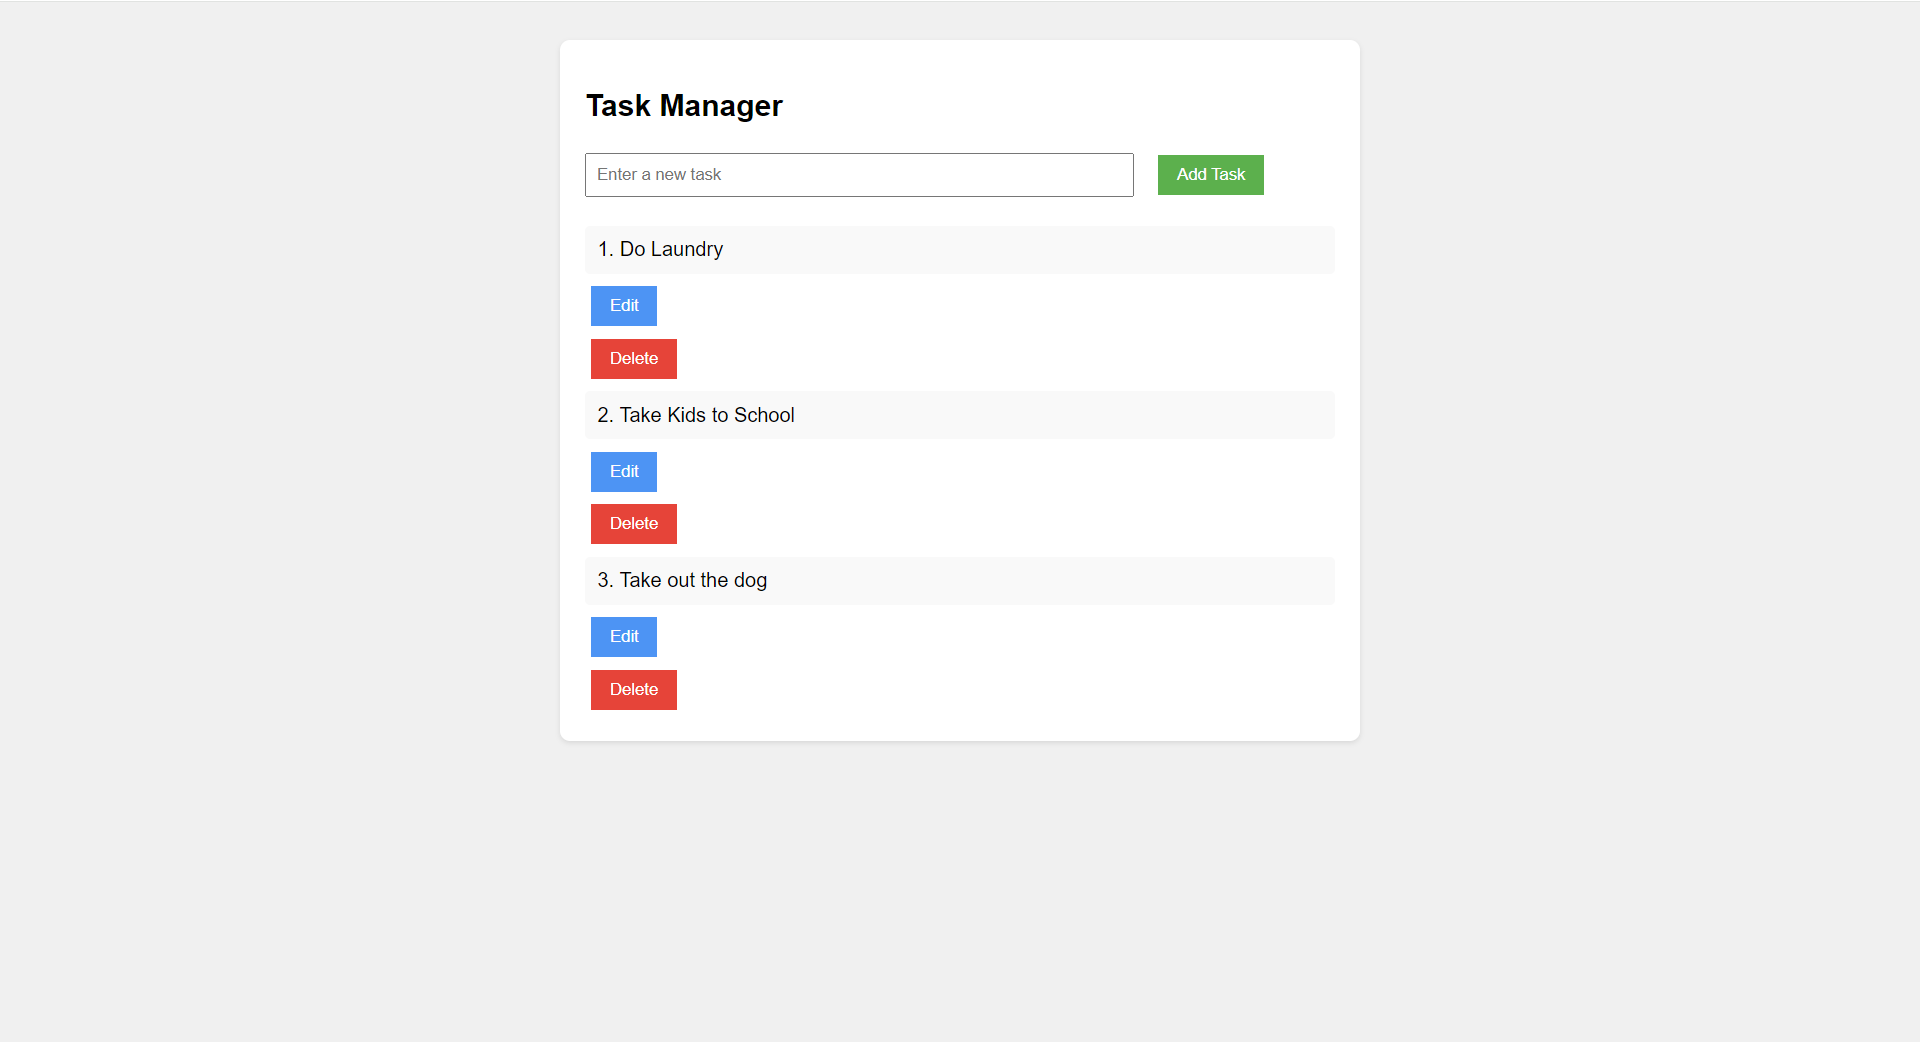 Task Manager
Enter a new task
Add Task
1. Do Laundry
Edit
Delete
2. Take Kids to School
Edit
Delete
3. Take out the dog
Edit
Delete